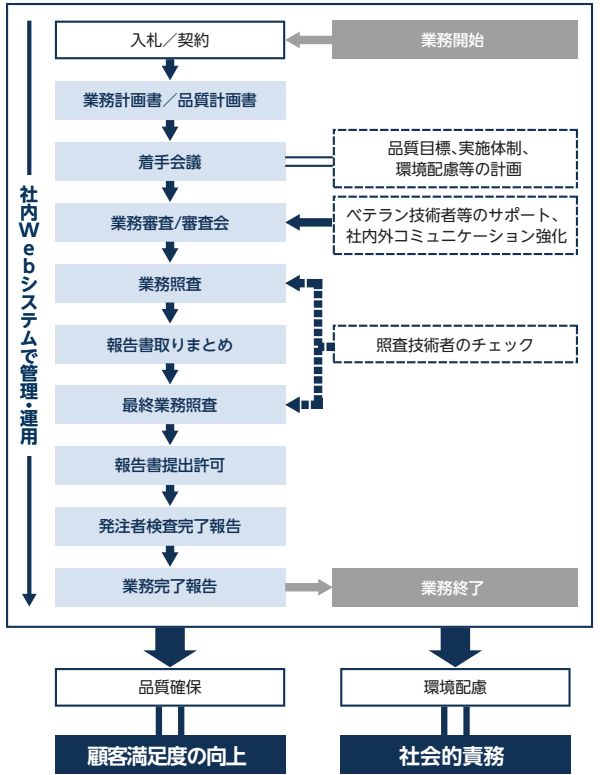 入札／契約
業務開始
業務計画書／品質計画書
着手会議
品質目標、実施体制、
環境配慮等の計画
業務審査/審査会
ベテラン技術者等のサポート、
社内外コミュニケーション強化
業務照査
報告書取りまとめ
照査技術者のチェック
最終業務照査
報告書提出許可
発注者検査完了報告
業務完了報告
業務終了
社内Webシステムで管理・運用
品質確保
環境配慮
顧客満足度の向上
社会的責務